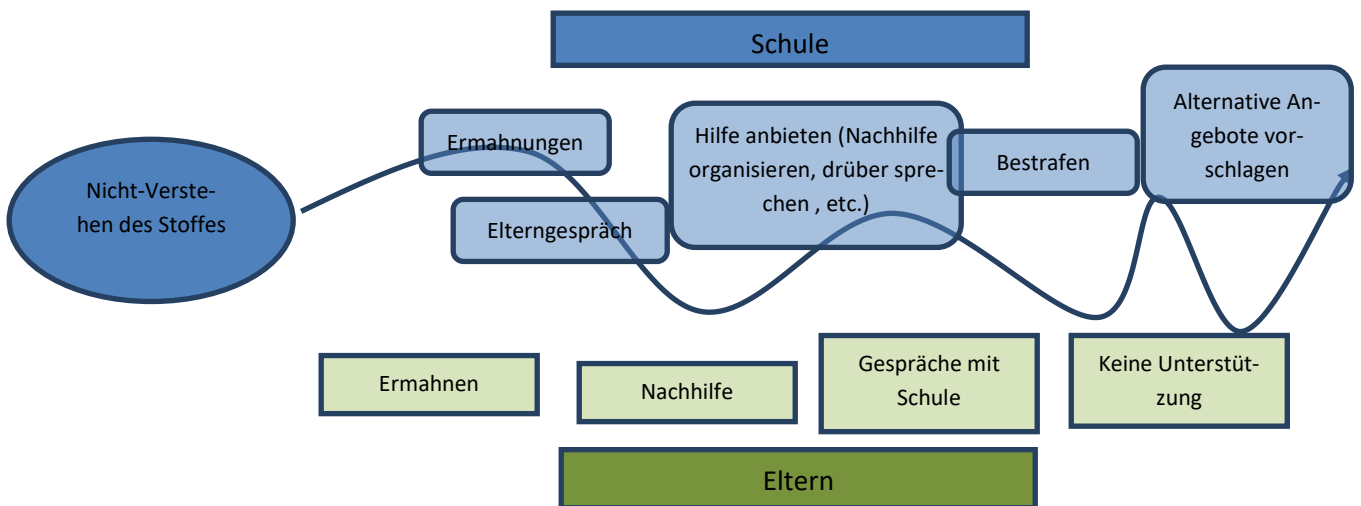 Schule
Ermahnungen
Elterngespräch
Hilfe anbieten (Nachhilfe
organisieren, drüber spre-
chen , etc.)
Bestrafen
Alternative An-
gebote vor-
schlagen
Nicht-Verste-
hen des Stoffes
Ermahnen
Nachhilfe
Gespräche mit
Schule
Keine Unterstüt-
zung
Eltern